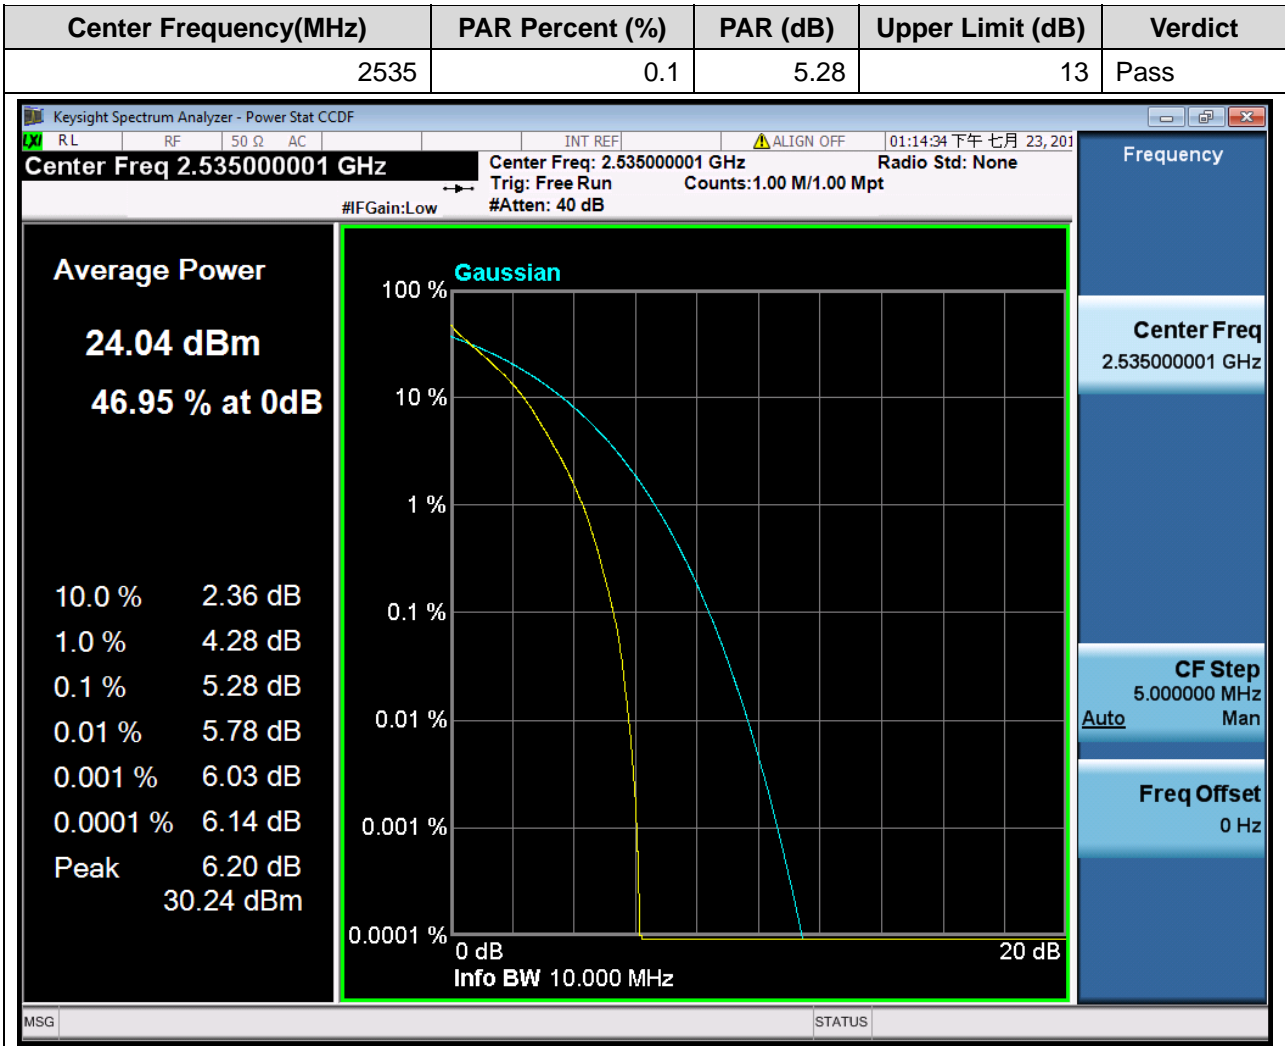 Center Frequency(MHz) PAR Percent (%) PAR (dB) Upper Limit (dB) Verdict
2535 0.1 5.28 13 Pass
Keysight Spectrum Analyzer - Power Stat CCDF
LXI RL RF 50 Ω AC INT REF ALIGN OFF 01:14:34 下午 七月 23, 201
Center Freq 2.535000001 GHz
#IFGain:Low
Center Freq: 2.535000001 GHz Radio Std: None
Trig: Free Run Counts:1.00 M/1.00 Mpt
#Atten: 40 dB
Average Power
24.04 dBm
46.95 % at 0dB
10.0 % 2.36 dB
1.0 % 4.28 dB
0.1 % 5.28 dB
0.01 % 5.78 dB
0.001 % 6.03 dB
0.0001 % 6.14 dB
Peak 6.20 dB
30.24 dBm
Gaussian
100 %
10 %
1 %
0.1 %
0.01 %
0.001 %
0.0001 %
0 dB 20 dB
Info BW 10.000 MHz
Frequency
Center Freq
2.535000001 GHz
CF Step
5.000000 MHz
Auto Man
Freq Offset
0 Hz
MSG STATUS